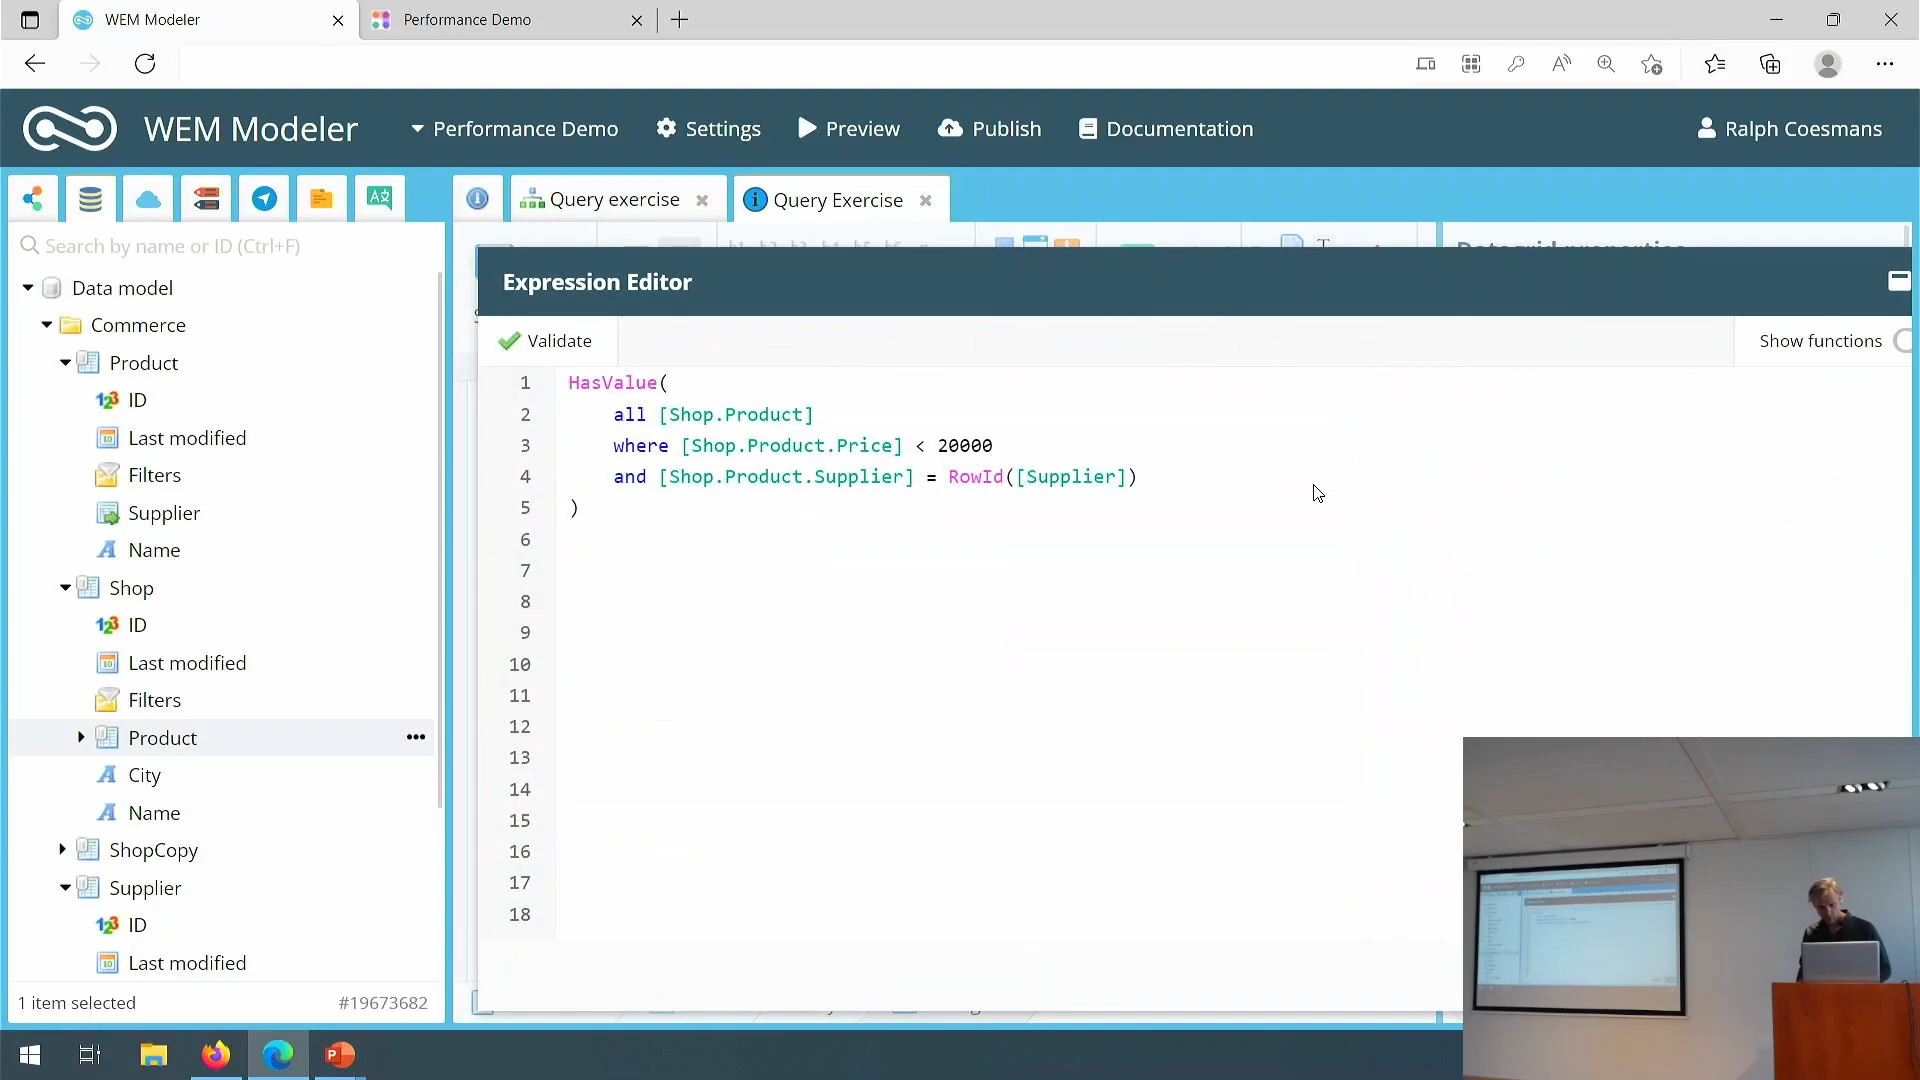 WEM Modeler
Performance Demo
WEM Modeler
Performance Demo
Settings
Preview
Publish
Documentation
Ralph Coesmans
Query exercise
Query Exercise
Search by name or ID (Ctrl+F)
Data model
Commerce
Product
ID
Last modified
Filters
Supplier
Name
Shop
ID
Last modified
Filters
Product
City
Name
ShopCopy
Supplier
ID
Last modified
1 item selected
#19673682
Expression Editor
Validate
Show functions
1 HasValue(
2 all [Shop.Product]
3 where [Shop.Product.Price] < 20000
4 and [Shop.Product.Supplier] = RowId([Supplier])
5 )
6
7
8
9
10
11
12
13
14
15
16
17
18